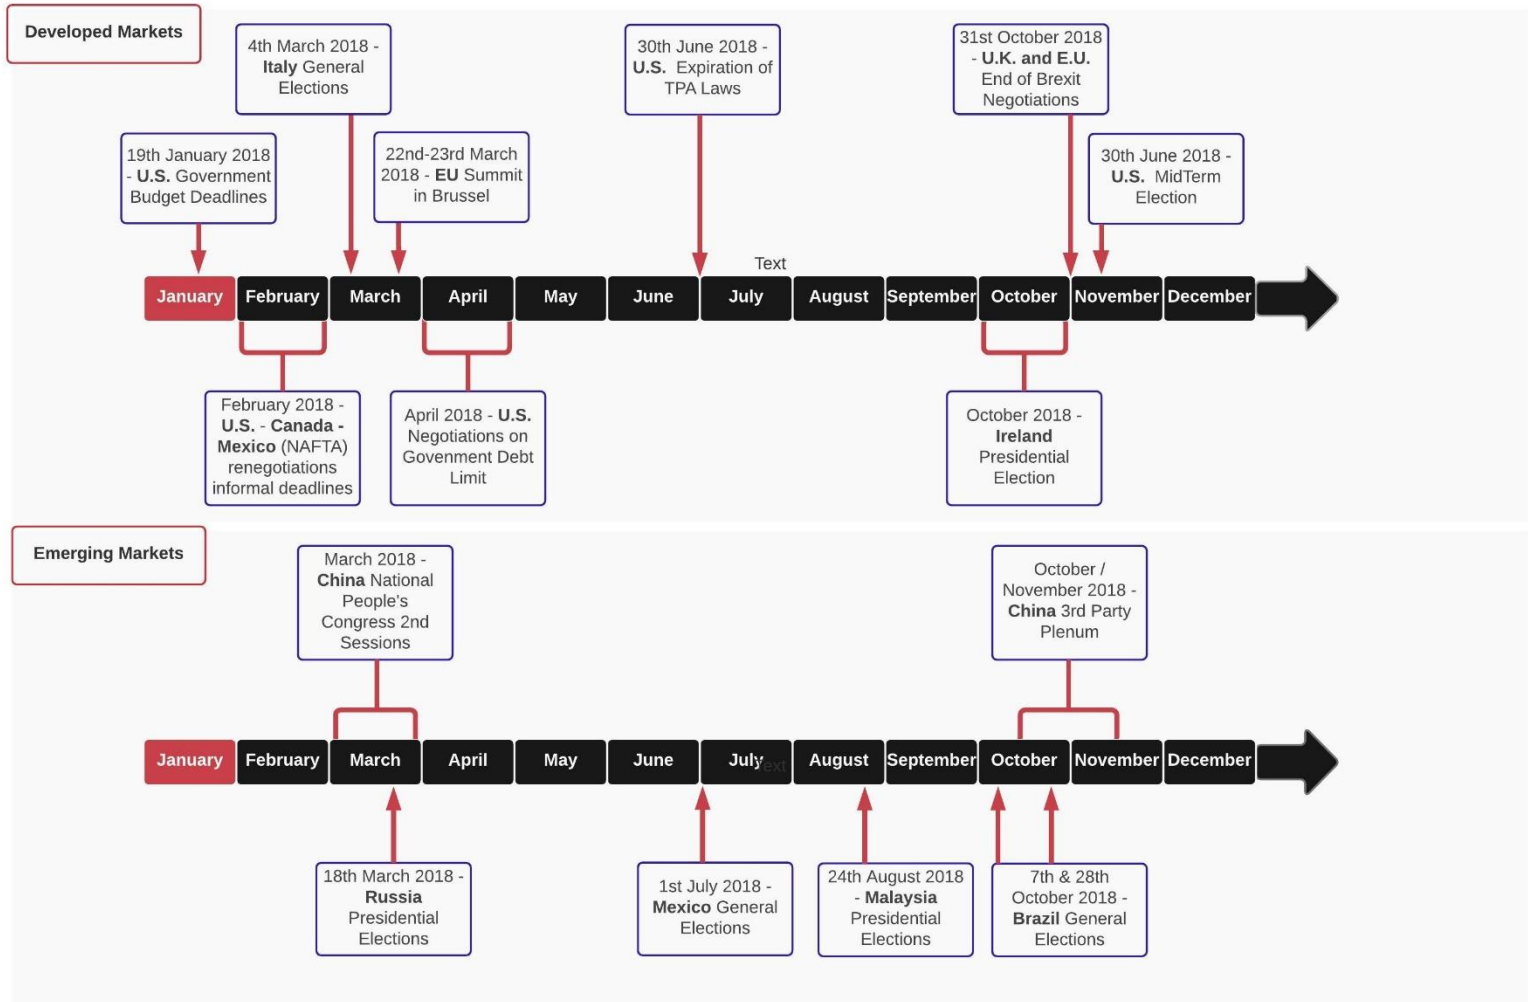 Developed Markets
4th March 2018 -
Italy General
Elections
30th June 2018 -
U.S. Expiration of
TPA Laws
31st October 2018
- U.K. and E.U.
End of Brexit
Negotiations
19th January 2018
- U.S. Government
Budget Deadlines
22nd-23rd March
2018 - EU Summit
in Brussel
30th June 2018 -
U.S. MidTerm
Election
Text
January February March April May June July August September October November December
February 2018 -
U.S. - Canada -
Mexico (NAFTA)
renegotiations
informal deadlines
April 2018 - U.S.
Negotiations on
Govenment Debt
Limit
October 2018 -
Ireland
Presidential
Election
Emerging Markets
March 2018 -
China National
People's
Congress 2nd
Sessions
October /
November 2018 -
China 3rd Party
Plenum
January February March April May June July August September October November December
Text
18th March 2018 -
Russia
Presidential
Elections
1st July 2018 -
Mexico General
Elections
24th August 2018
- Malaysia
Presidential
Elections
7th & 28th
October 2018 -
Brazil General
Elections